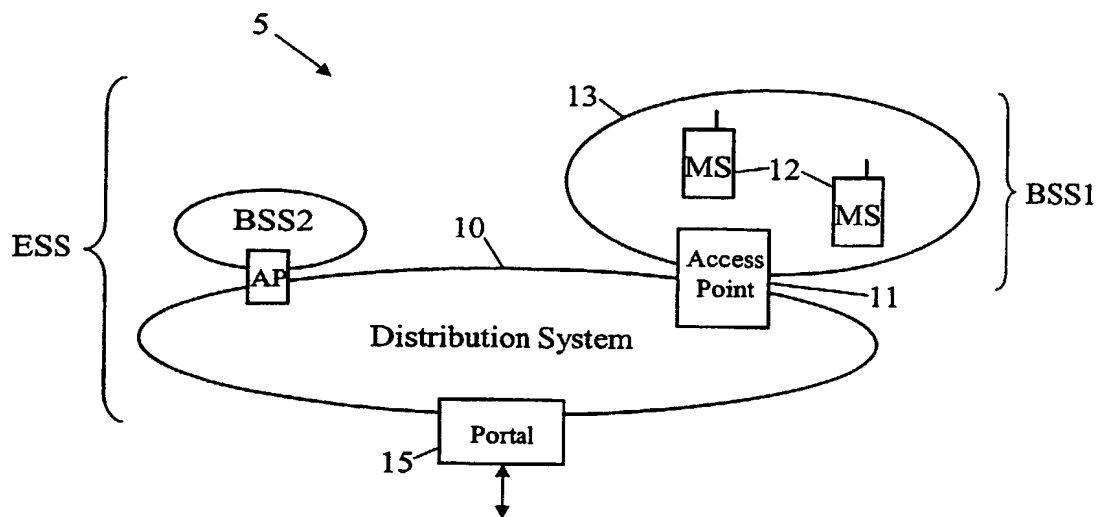 5
13
MS
12
MS
BSS1
ESS
BSS2
10
Access
Point
AP
11
Distribution System
Portal
15